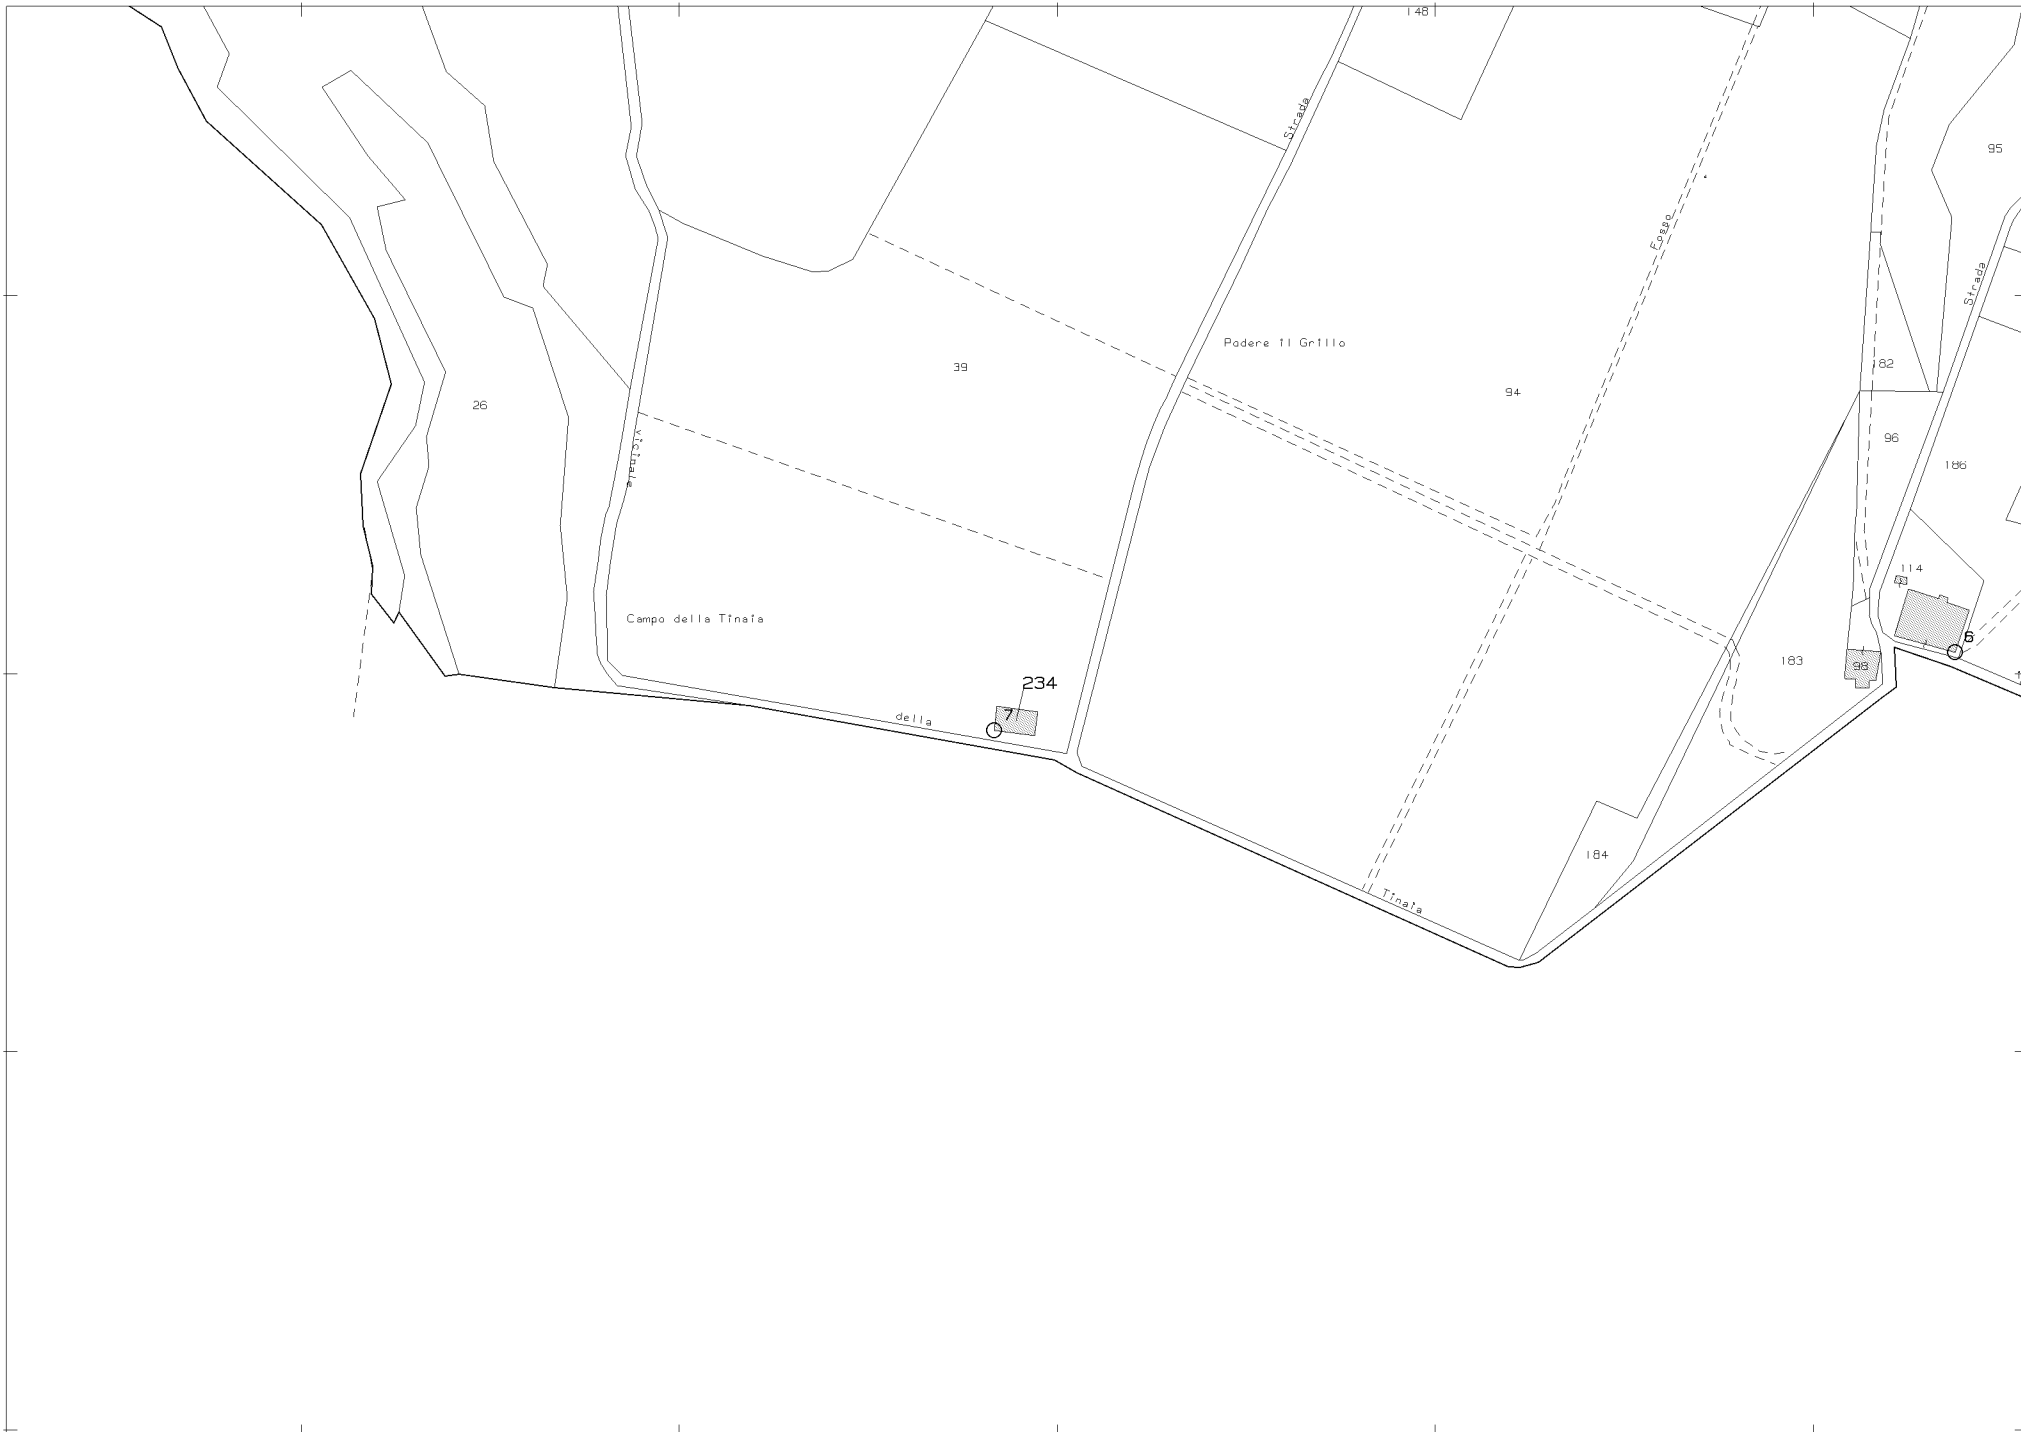 148
Strada
95
Fosso
Strada
Podere il Grillo
82
39
94
26
96
vicinale
186
114
Campo della Tinaia
6
183
98
234
7
della
184
Tinaia